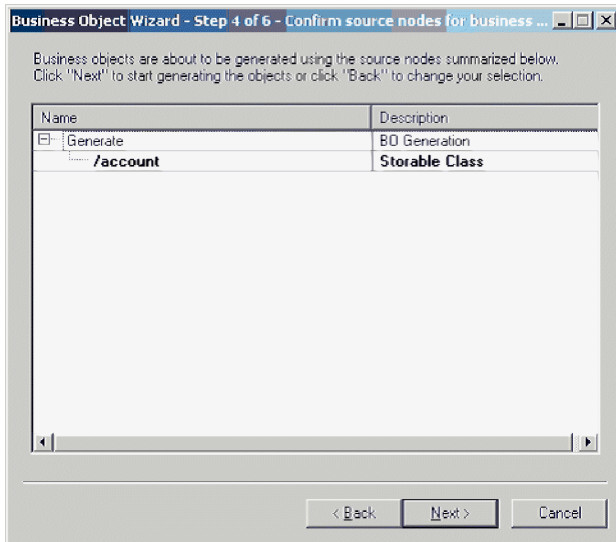 Business Object Wizard - Step 4 of 6 - Confirm source nodes for business ...
Business objects are about to be generated using the source nodes summarized below.
Click "Next" to start generating the objects or click "Back" to change your selection.
Name Description
Generate BO Generation
/account Storable Class
< Back Next > Cancel